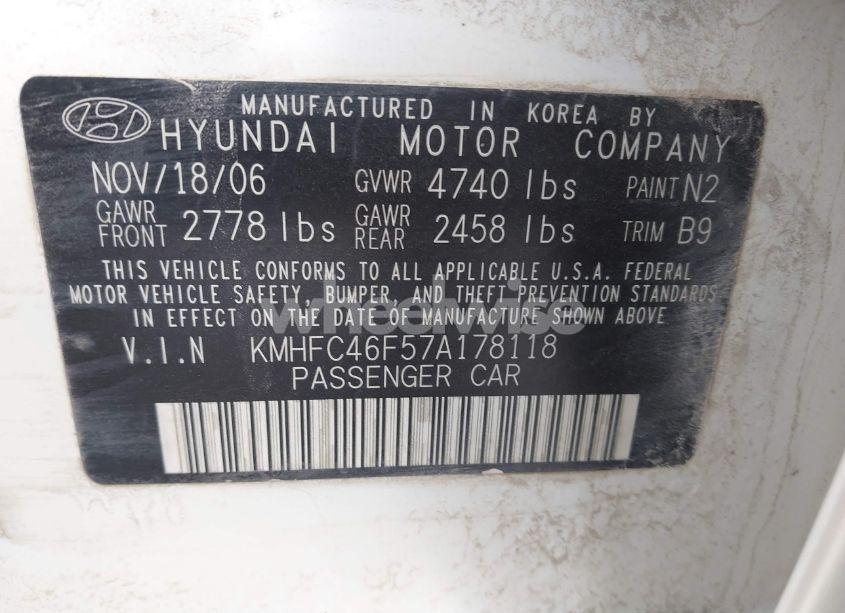 MANUFACTURED IN KOREA BY
HYUNDAI MOTOR COMPANY
NOV/18/06 GVWR 4740 lbs PAINT N2
GAWR FRONT 2778 lbs GAWR REAR 2458 lbs TRIM B9
THIS VEHICLE CONFORMS TO ALL APPLICABLE U.S.A. FEDERAL
MOTOR VEHICLE SAFETY, BUMPER, AND THEFT PREVENTION STANDARDS
IN EFFECT ON THE DATE OF MANUFACTURE SHOWN ABOVE
V.I.N KMHFC46F57A178118
PASSENGER CAR
wheelwise